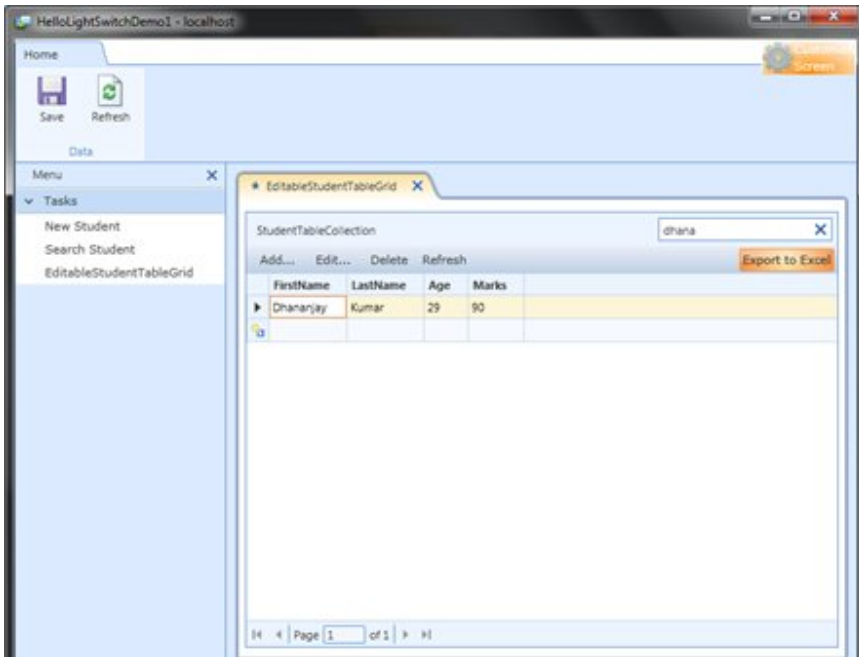 HelloLightSwitchDemo1 - localhost
Home
Screen
Save Refresh
Data
Menu
Tasks
New Student
Search Student
EditableStudentTableGrid
EditableStudentTableGrid
StudentTableCollection
dhana
Add... Edit... Delete Refresh
Export to Excel
FirstName LastName Age Marks
Dhananjay Kumar 29 90
Page 1 of 1